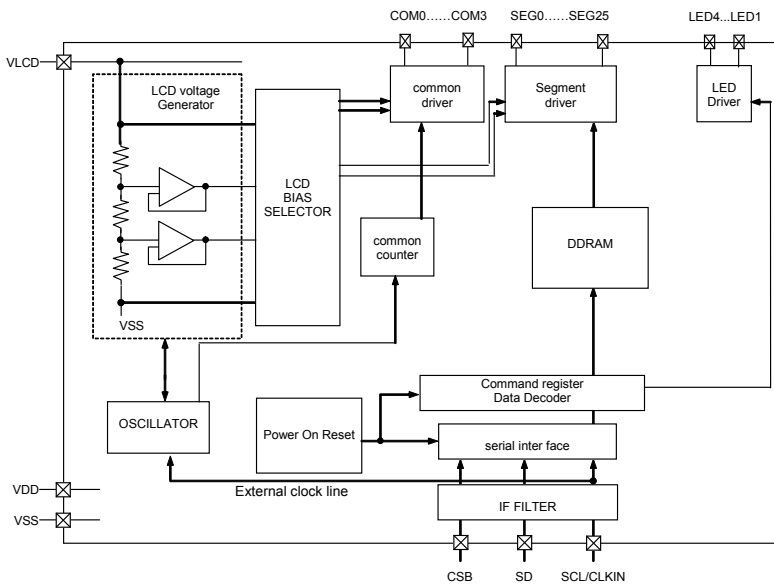 COM0......COM3
SEG0......SEG25
LED4...LED1
VLCD
LCD voltage
Generator
common
driver
Segment
driver
LED
Driver
LCD
BIAS
SELECTOR
common
counter
DDRAM
VSS
Command register
Data Decoder
OSCILLATOR
Power On Reset
serial inter face
VDD
External clock line
IF FILTER
VSS
CSB
SD
SCL/CLKIN